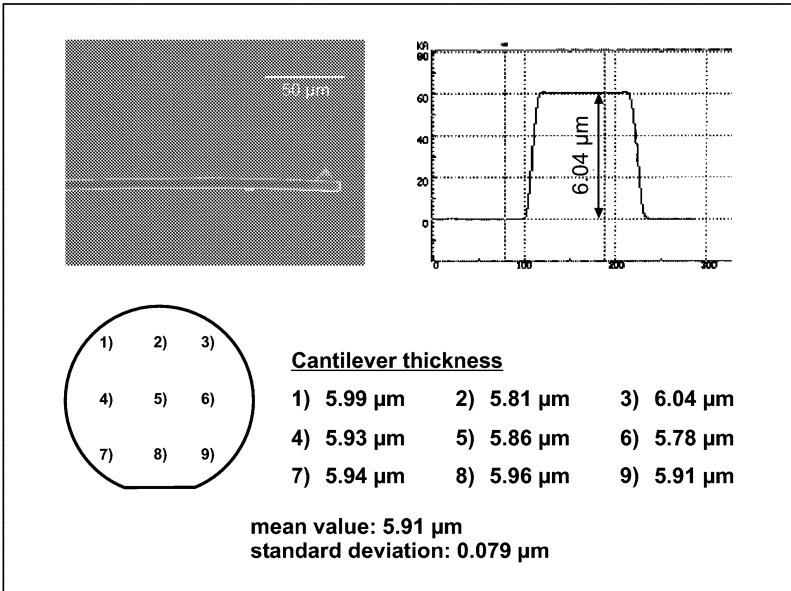 50 µm
KA
80
60
40
20
0
0 100 200 300
6.04 µm
1) 2) 3)
4) 5) 6)
7) 8) 9)
Cantilever thickness
1) 5.99 µm 2) 5.81 µm 3) 6.04 µm
4) 5.93 µm 5) 5.86 µm 6) 5.78 µm
7) 5.94 µm 8) 5.96 µm 9) 5.91 µm
mean value: 5.91 µm
standard deviation: 0.079 µm